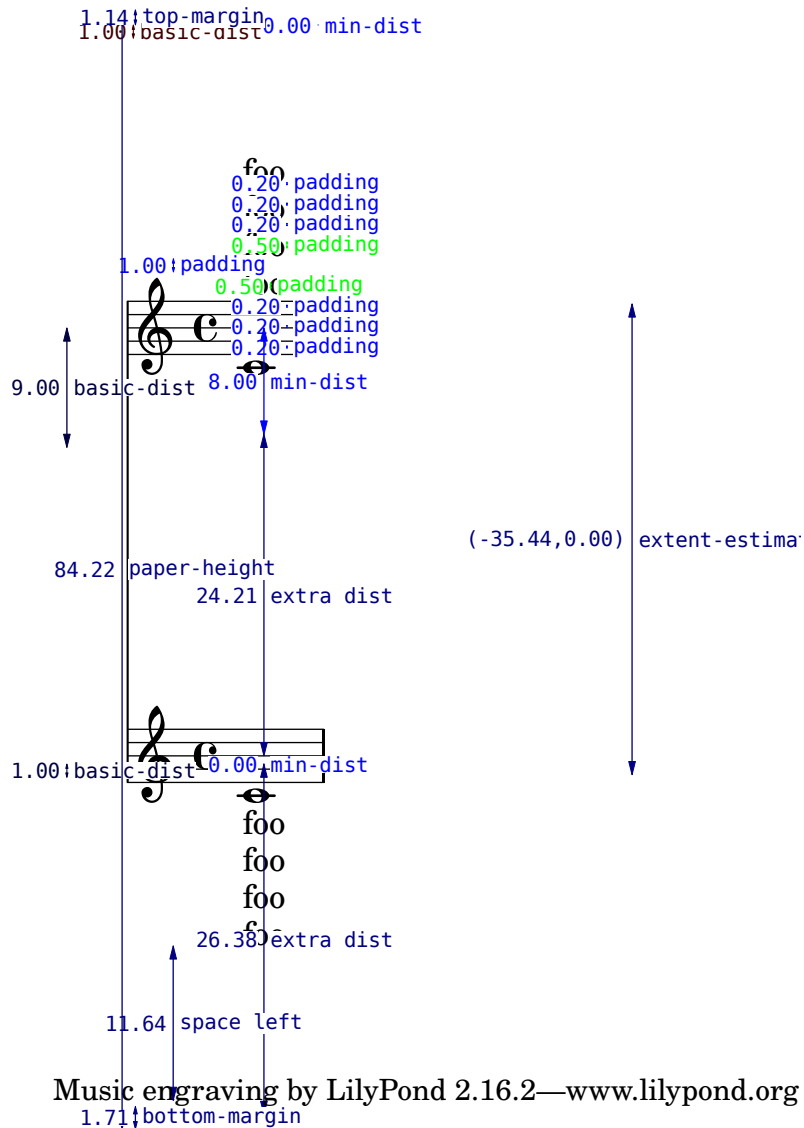 1.14 top-margin
1.00 basic-dist 0.00 min-dist
foo
0.20 padding
0.20 padding
foo
0.20 padding
foo
0.50 padding
1.00 padding
foo
0.50 padding
0.20 padding
0.20 padding
0.20 padding
8.00 min-dist
9.00 basic-dist
(-35.44,0.00) extent-estimat
84.22 paper-height
24.21 extra dist
0.00 min-dist
1.00 basic-dist
foo
foo
foo
foo
26.38 extra dist
11.64 space left
Music engraving by LilyPond 2.16.2—www.lilypond.org
1.71 bottom-margin